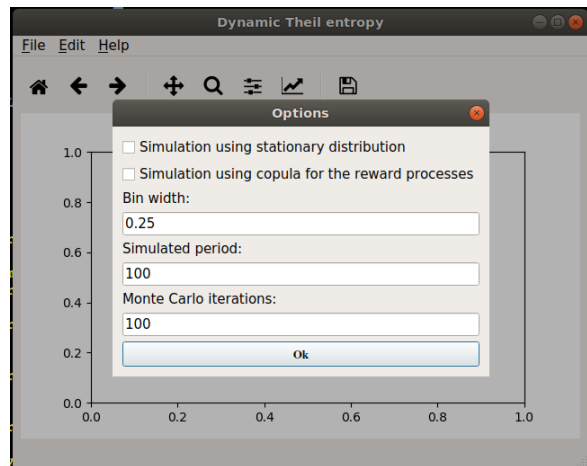 Dynamic Theil entropy
File Edit Help
Options
Simulation using stationary distribution
Simulation using copula for the reward processes
Bin width:
0.25
Simulated period:
100
Monte Carlo iterations:
100
Ok
1.0
0.8
0.6
0.4
0.2
0.0
0.0 0.2 0.4 0.6 0.8 1.0